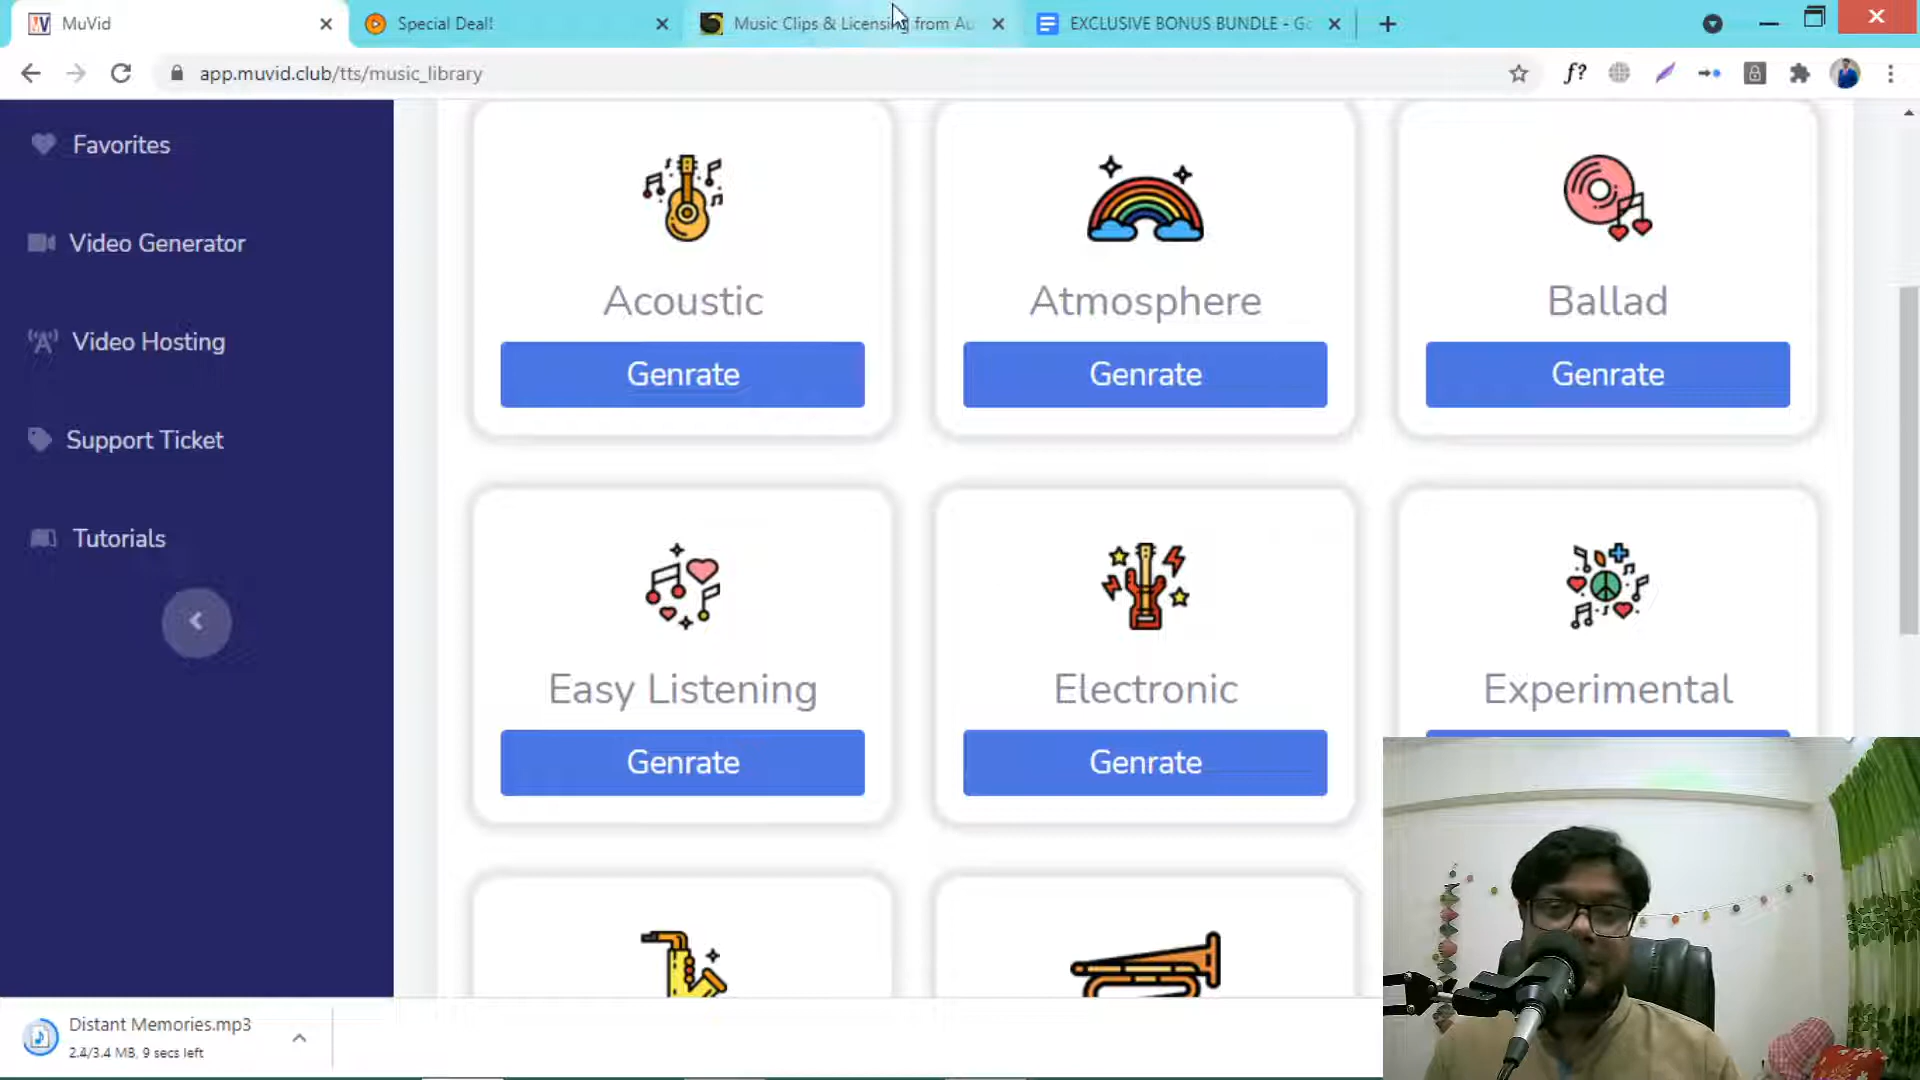 MuVid
Special Deal!
Music Clips & Licensing from Au
EXCLUSIVE BONUS BUNDLE - Go
app.muvid.club/tts/music_library
f?
Favorites
Video Generator
Video Hosting
Support Ticket
Tutorials
Acoustic
Genrate
Atmosphere
Genrate
Ballad
Genrate
Easy Listening
Genrate
Electronic
Genrate
Experimental
Distant Memories.mp3
2.4/3.4 MB, 9 secs left